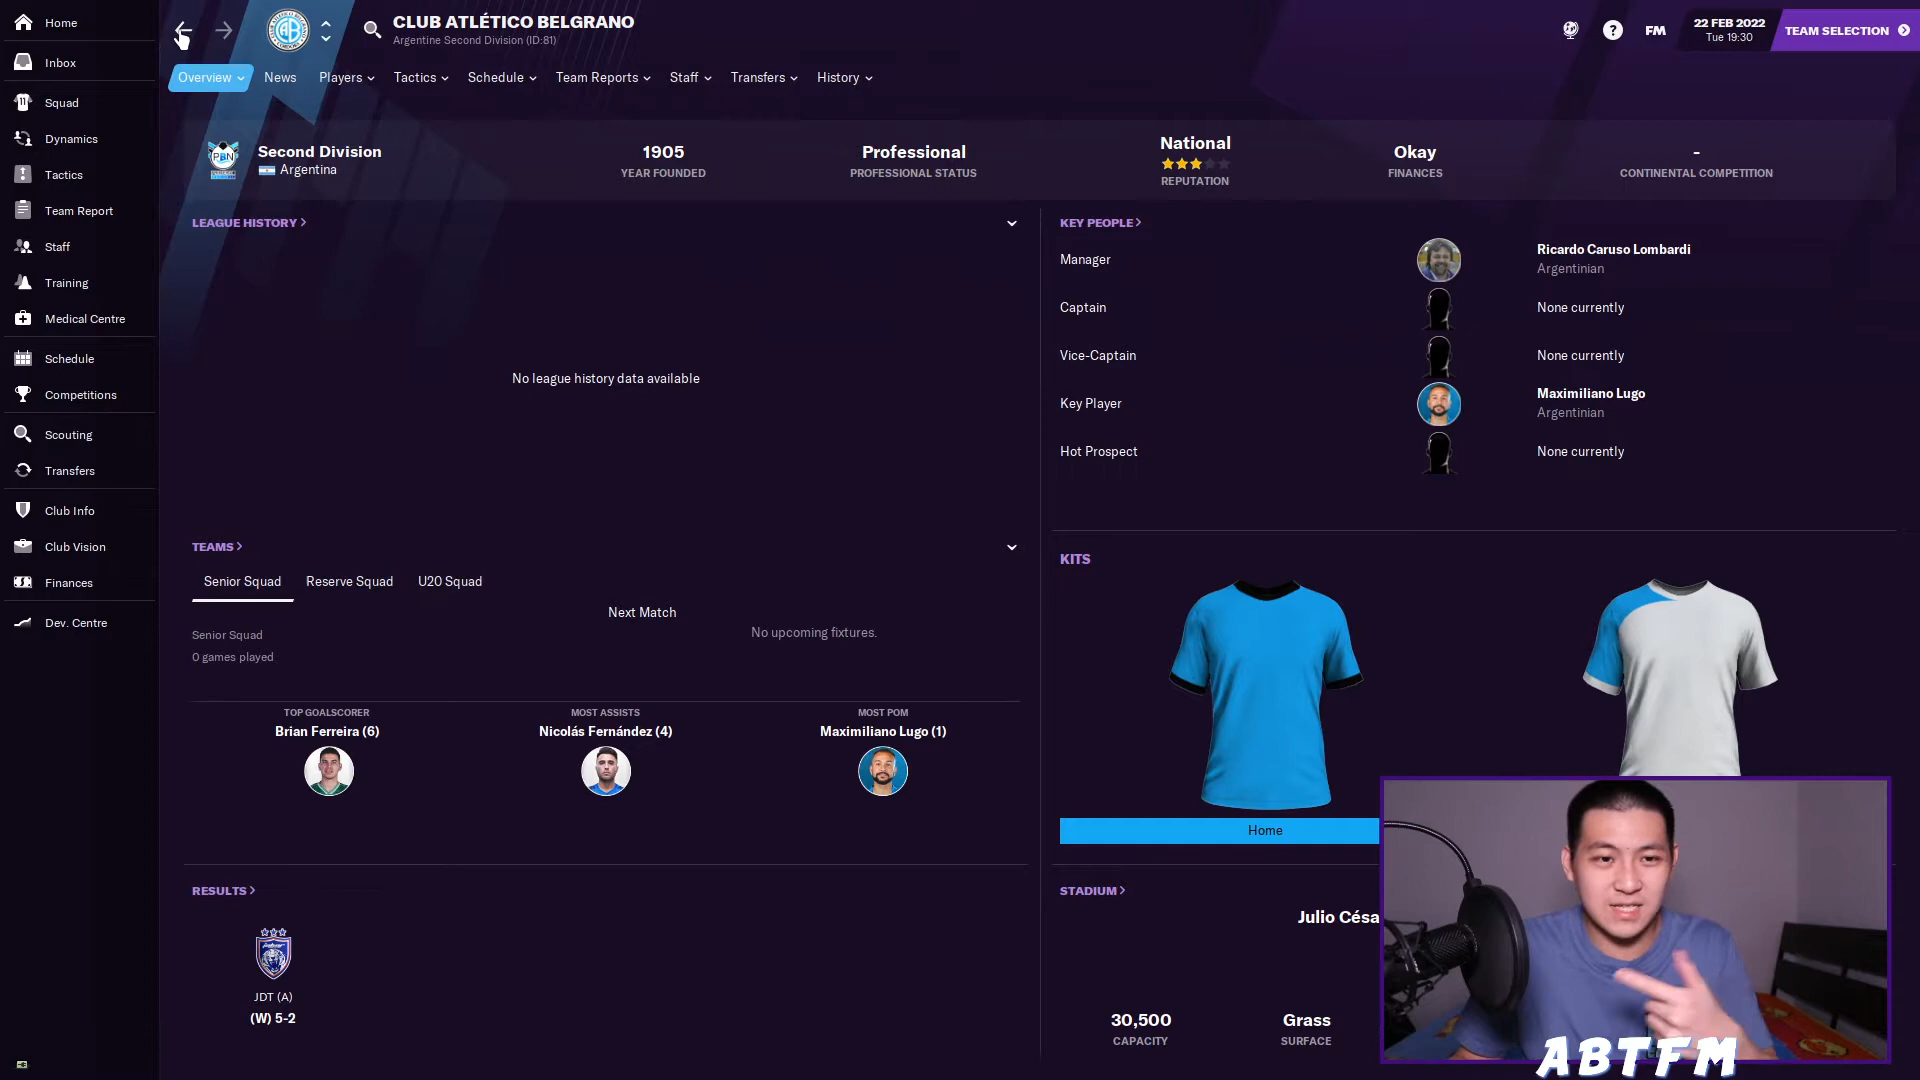 Home
Inbox
Squad
Dynamics
Tactics
Team Report
Staff
Training
Medical Centre
Schedule
Competitions
Scouting
Transfers
Club Info
Club Vision
Finances
Dev. Centre
CLUB ATLÉTICO BELGRANO
Argentine Second Division (ID:81)
FM
22 FEB 2022
Tue 19:30
TEAM SELECTION
Overview
News
Players
Tactics
Schedule
Team Reports
Staff
Transfers
History
PBN
Second Division
Argentina
1905
YEAR FOUNDED
Professional
PROFESSIONAL STATUS
National
REPUTATION
Okay
FINANCES
-
CONTINENTAL COMPETITION
LEAGUE HISTORY
No league history data available
KEY PEOPLE
Manager
Ricardo Caruso Lombardi
Argentinian
Captain
None currently
Vice-Captain
None currently
Key Player
Maximiliano Lugo
Argentinian
Hot Prospect
None currently
TEAMS
Senior Squad
Reserve Squad
U20 Squad
Next Match
No upcoming fixtures.
Senior Squad
0 games played
TOP GOALSCORER
Brian Ferreira (6)
MOST ASSISTS
Nicolás Fernández (4)
MOST POM
Maximiliano Lugo (1)
KITS
Home
RESULTS
JDT (A)
(W) 5-2
STADIUM
Julio Césa
30,500
CAPACITY
Grass
SURFACE
ABTFM